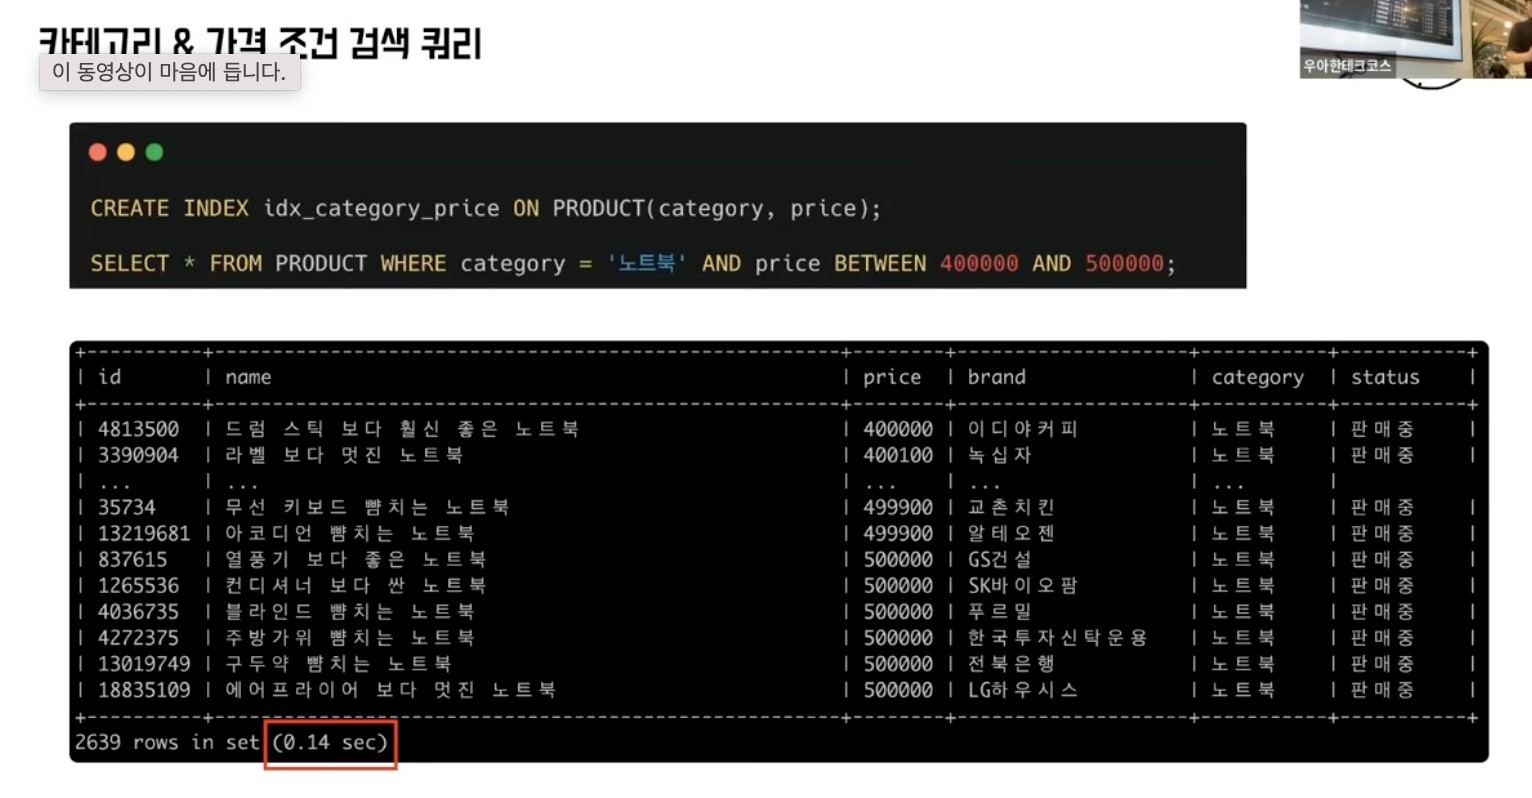 카테고리 & 가격 조건 검색 쿼리
이 동영상이 마음에 듭니다.
우아한테크코스
CREATE INDEX idx_category_price ON PRODUCT(category, price);
SELECT * FROM PRODUCT WHERE category = '노트북' AND price BETWEEN 400000 AND 500000;
| id | name | price | brand | category | status |
| 4813500 | 드럼 스틱 보다 훨신 좋은 노트북 | 400000 | 이디야커피 | 노트북 | 판매중 |
| 3390904 | 라벨 보다 멋진 노트북 | 400100 | 녹십자 | 노트북 | 판매중 |
| ... | ... | ... | ... | ... |
| 35734 | 무선 키보드 뺨치는 노트북 | 499900 | 교촌치킨 | 노트북 | 판매중 |
| 13219681 | 아코디언 뺨치는 노트북 | 499900 | 알테오젠 | 노트북 | 판매중 |
| 837615 | 열풍기 보다 좋은 노트북 | 500000 | GS건설 | 노트북 | 판매중 |
| 1265536 | 컨디셔너 보다 싼 노트북 | 500000 | SK바이오팜 | 노트북 | 판매중 |
| 4036735 | 블라인드 뺨치는 노트북 | 500000 | 푸르밀 | 노트북 | 판매중 |
| 4272375 | 주방가위 뺨치는 노트북 | 500000 | 한국투자신탁운용 | 노트북 | 판매중 |
| 13019749 | 구두약 뺨치는 노트북 | 500000 | 전북은행 | 노트북 | 판매중 |
| 18835109 | 에어프라이어 보다 멋진 노트북 | 500000 | LG하우시스 | 노트북 | 판매중 |
2639 rows in set (0.14 sec)